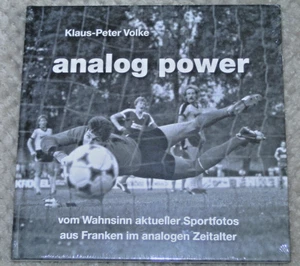 Klaus-Peter Volke
analog power
vom Wahnsinn aktueller Sportfotos
aus Franken im analogen Zeitalter